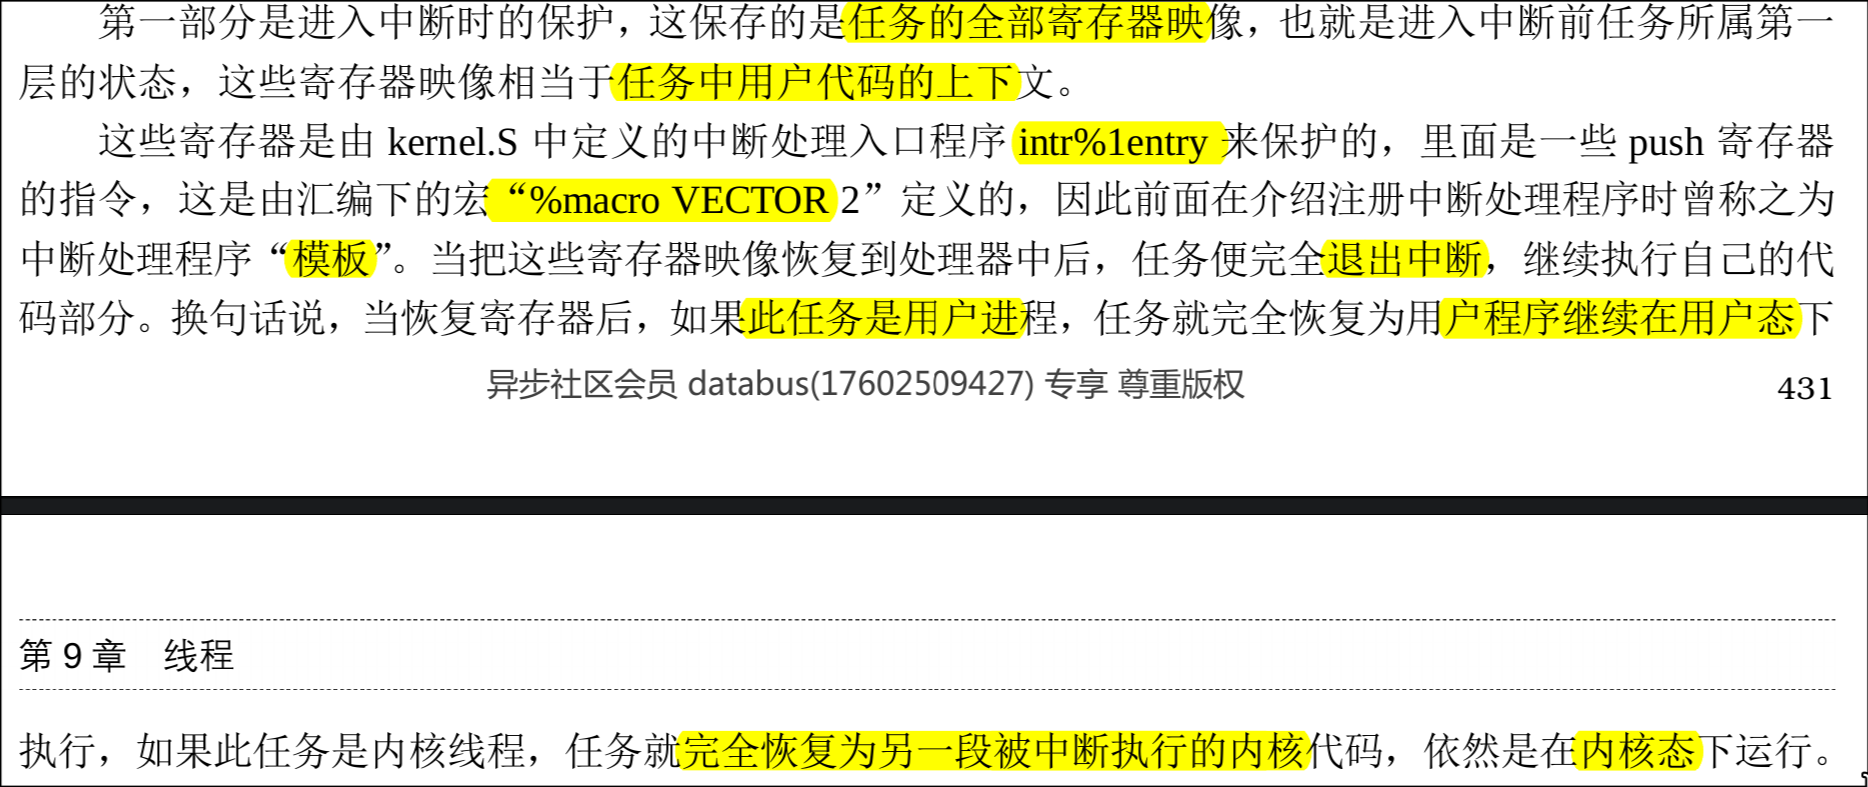 第一部分是进入中断时的保护，这保存的是任务的全部寄存器映像，也就是进入中断前任务所属第一
层的状态，这些寄存器映像相当于任务中用户代码的上下文。
这些寄存器是由 kernel.S 中定义的中断处理入口程序 intr%1entry 来保护的，里面是一些 push 寄存器
的指令，这是由汇编下的宏“%macro VECTOR 2”定义的，因此前面在介绍注册中断处理程序时曾称之为
中断处理程序“模板”。当把这些寄存器映像恢复到处理器中后，任务便完全退出中断，继续执行自己的代
码部分。换句话说，当恢复寄存器后，如果此任务是用户进程，任务就完全恢复为用户程序继续在用户态下
异步社区会员 databus(17602509427) 专享 尊重版权
431
第 9 章 线程
执行，如果此任务是内核线程，任务就完全恢复为另一段被中断执行的内核代码，依然是在内核态下运行。